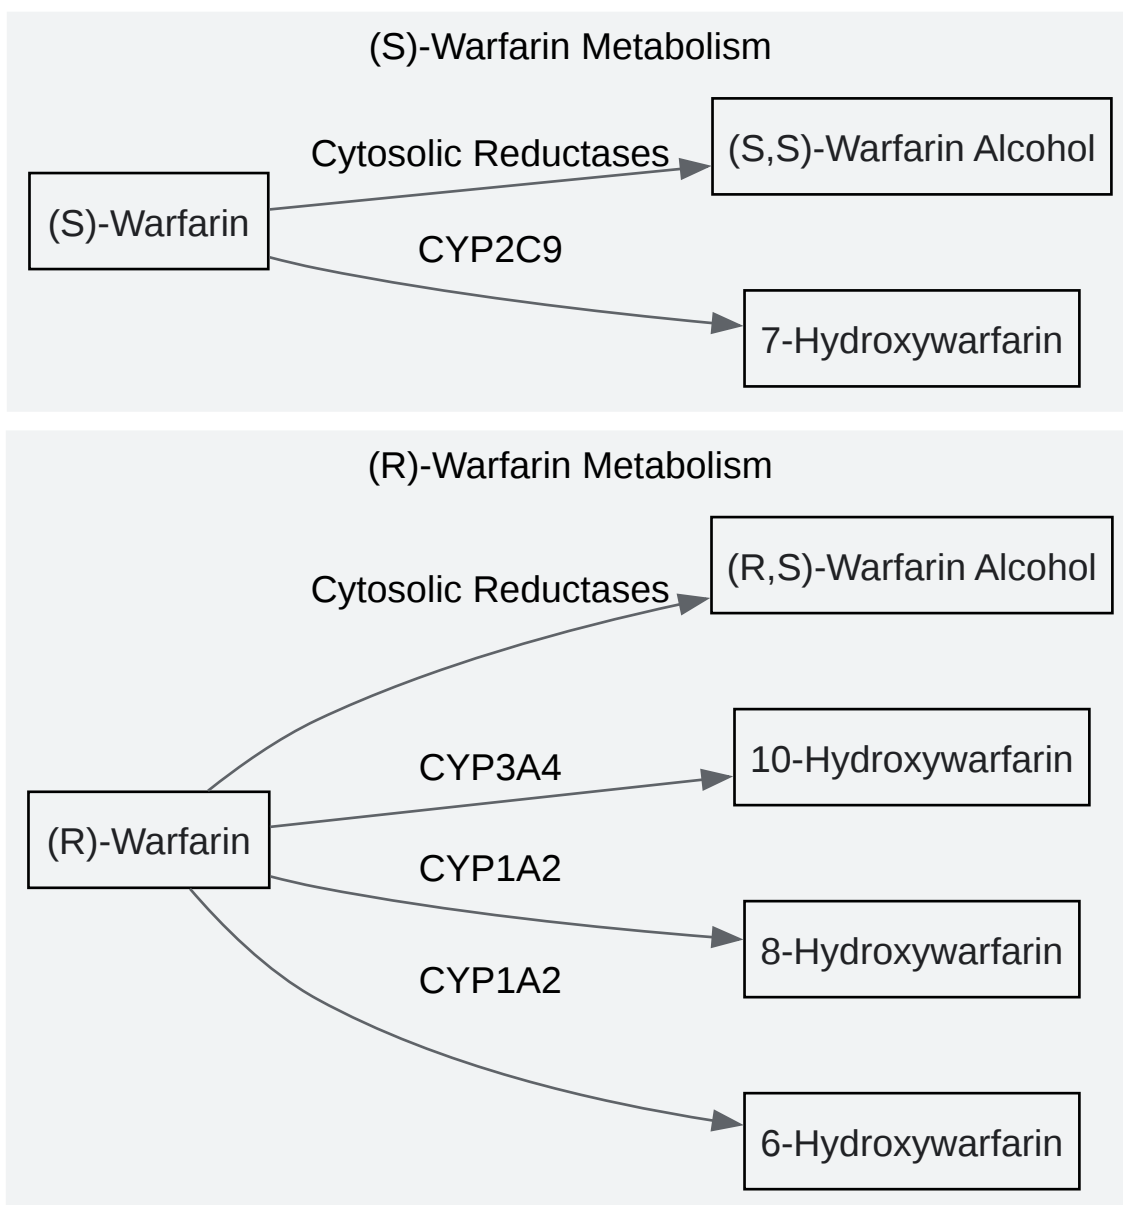 (S)-Warfarin Metabolism
Cytosolic Reductases
(S,S)-Warfarin Alcohol
(S)-Warfarin
CYP2C9
7-Hydroxywarfarin
(R)-Warfarin Metabolism
Cytosolic Reductases
(R,S)-Warfarin Alcohol
CYP3A4
10-Hydroxywarfarin
(R)-Warfarin
CYP1A2
8-Hydroxywarfarin
CYP1A2
6-Hydroxywarfarin